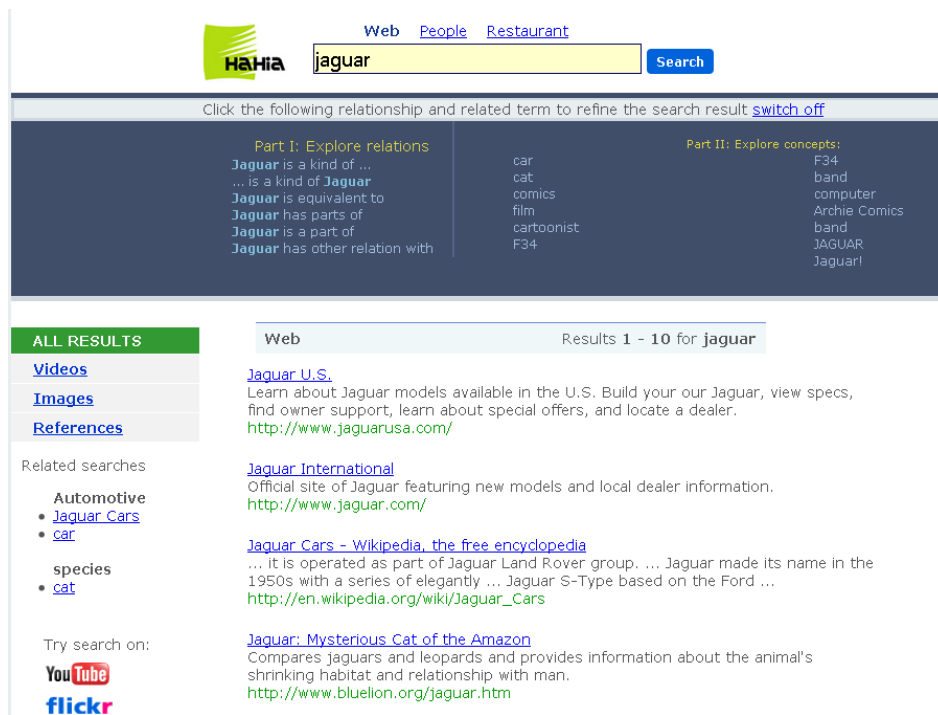 Web People Restaurant
HAHIA
jaguar Search
Click the following relationship and related term to refine the search result switch off
Part I: Explore relations
Jaguar is a kind of ...
... is a kind of Jaguar
Jaguar is equivalent to
Jaguar has parts of
Jaguar is a part of
Jaguar has other relation with
Part II: Explore concepts:
car
cat
comics
film
cartoonist
F34
F34
band
computer
Archie Comics
band
JAGUAR
Jaguar!
ALL RESULTS
Videos
Images
References
Related searches
Automotive
• Jaguar Cars
• car
species
• cat
Try search on:
YouTube
flickr
Web Results 1 - 10 for jaguar
Jaguar U.S.
Learn about Jaguar models available in the U.S. Build your our Jaguar, view specs,
find owner support, learn about special offers, and locate a dealer.
http://www.jaguarusa.com/
Jaguar International
Official site of Jaguar featuring new models and local dealer information.
http://www.jaguar.com/
Jaguar Cars - Wikipedia, the free encyclopedia
... it is operated as part of Jaguar Land Rover group. ... Jaguar made its name in the
1950s with a series of elegantly ... Jaguar S-Type based on the Ford ...
http://en.wikipedia.org/wiki/Jaguar_Cars
Jaguar: Mysterious Cat of the Amazon
Compares jaguars and leopards and provides information about the animal's
shrinking habitat and relationship with man.
http://www.bluelion.org/jaguar.htm